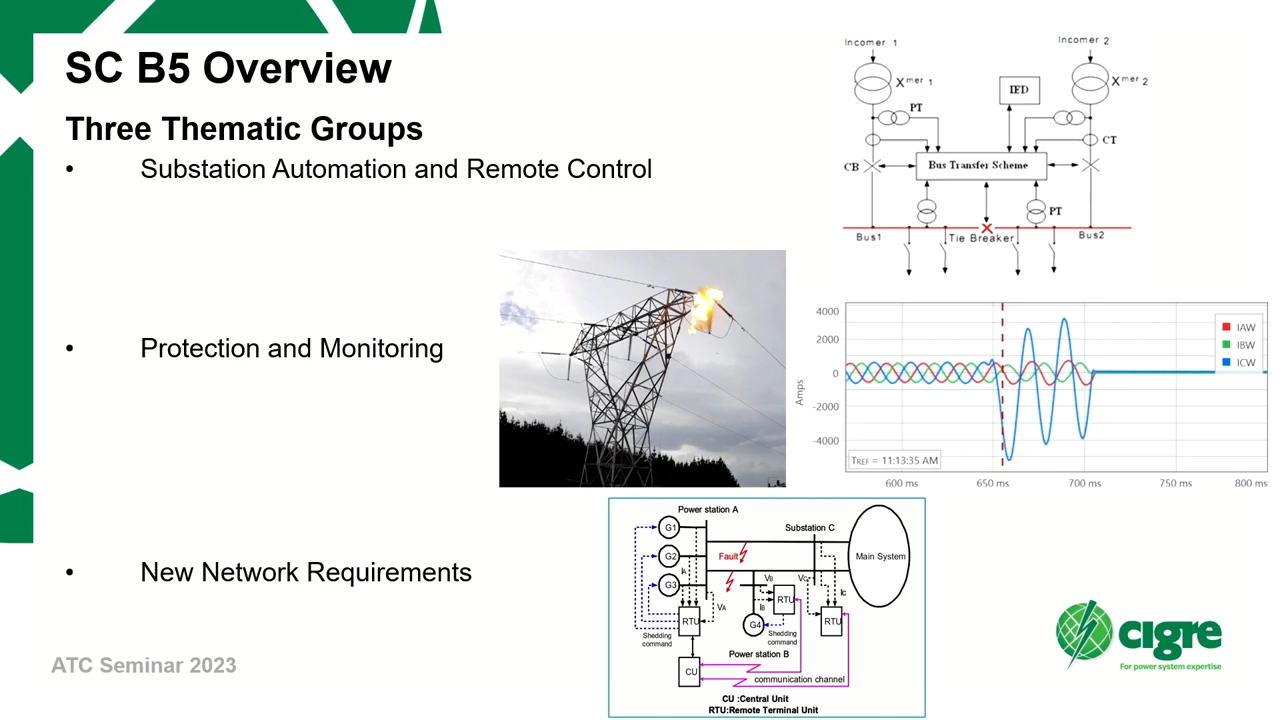 SC B5 Overview
Three Thematic Groups
• Substation Automation and Remote Control
• Protection and Monitoring
• New Network Requirements
ATC Seminar 2023
Incomer 1
Incomer 2
Xmer 1
IED
Xmer 2
PT
CT
CB
Bus Transfer Scheme
PT
Bus1
Tie Breaker
Bus2
4000
2000
0
-2000
-4000
Amps
IAW
IBW
ICW
TREF = 11:13:35 AM
600 ms
650 ms
700 ms
750 ms
800 ms
Power station A
Substation C
G1
G2
G3
Fault
Main System
IA
VA
VB
VC
IB
IC
RTU
RTU
RTU
G4
Shedding
command
Shedding
command
Power station B
CU
communication channel
CU :Central Unit
RTU:Remote Terminal Unit
cigre
For power system expertise